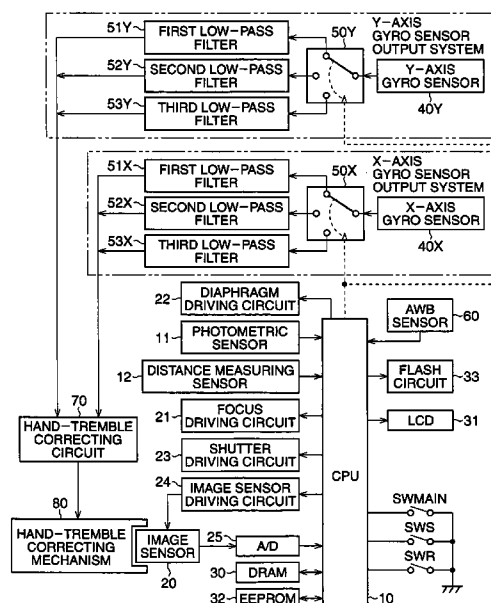 51Y
FIRST LOW-PASS
FILTER
50Y
Y-AXIS
GYRO SENSOR
OUTPUT SYSTEM
52Y
SECOND LOW-PASS
FILTER
Y-AXIS
GYRO SENSOR
53Y
THIRD LOW-PASS
FILTER
40Y
51X
FIRST LOW-PASS
FILTER
50X
X-AXIS
GYRO SENSOR
OUTPUT SYSTEM
52X
SECOND LOW-PASS
FILTER
X-AXIS
GYRO SENSOR
53X
THIRD LOW-PASS
FILTER
40X
22
DIAPHRAGM
DRIVING CIRCUIT
AWB
SENSOR
60
11
PHOTOMETRIC
SENSOR
12
DISTANCE MEASURING
SENSOR
FLASH
CIRCUIT
33
70
HAND-TREMBLE
CORRECTING
CIRCUIT
21
FOCUS
DRIVING CIRCUIT
LCD
31
23
SHUTTER
DRIVING CIRCUIT
CPU
24
IMAGE SENSOR
DRIVING CIRCUIT
80
HAND-TREMBLE
CORRECTING
MECHANISM
IMAGE
SENSOR
20
25
A/D
SWMAIN
SWS
SWR
30
DRAM
32
EEPROM
10